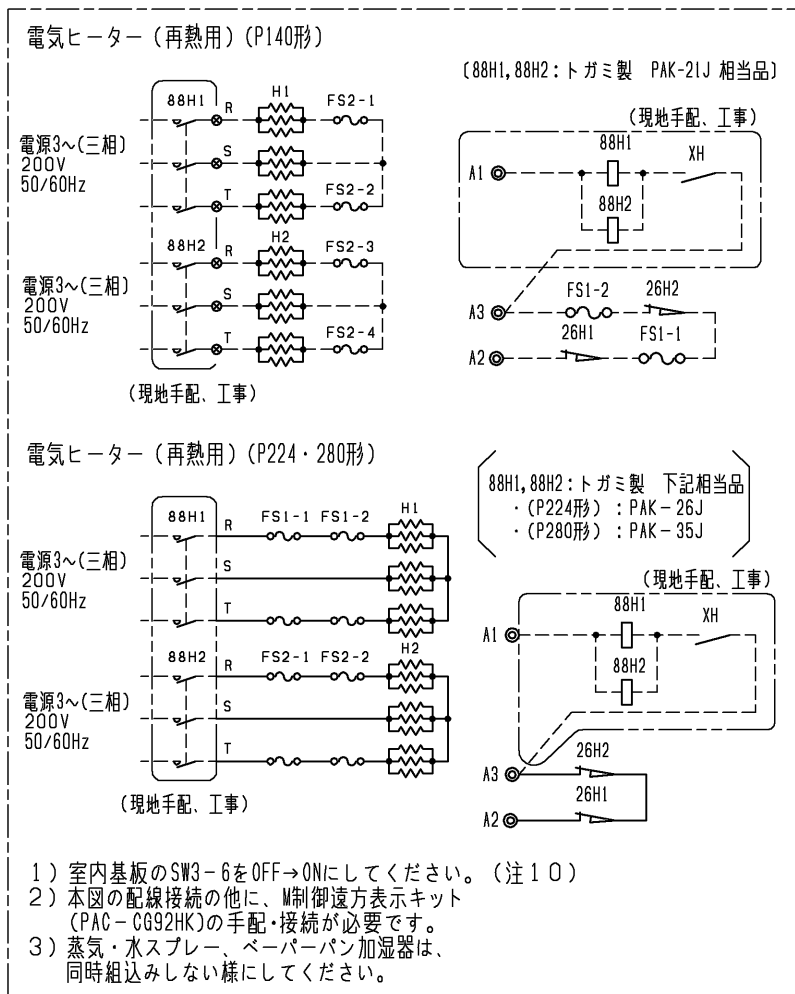 電気ヒーター(再熱用)(P140形)
〔88H1,88H2:トガミ製 PAK-21J 相当品〕
(現地手配、工事)
88H1
R
H1
FS2-1
電源3~(三相)
200V
50/60Hz
S
T
FS2-2
88H2
R
H2
FS2-3
電源3~(三相)
200V
50/60Hz
S
T
FS2-4
(現地手配、工事)
88H1
XH
A1
88H2
FS1-2
26H2
A3
26H1
FS1-1
A2
電気ヒーター(再熱用)(P224・280形)
88H1,88H2:トガミ製 下記相当品
・(P224形):PAK-26J
・(P280形):PAK-35J
(現地手配、工事)
88H1
R
FS1-1
FS1-2
H1
電源3~(三相)
200V
50/60Hz
S
T
88H2
R
FS2-1
FS2-2
H2
電源3~(三相)
200V
50/60Hz
S
T
(現地手配、工事)
88H1
XH
A1
88H2
26H2
A3
26H1
A2
1)室内基板のSW3-6をOFF→ONにしてください。(注10)
2)本図の配線接続の他に、M制御遠方表示キット
(PAC-CG92HK)の手配・接続が必要です。
3)蒸気・水スプレー、ペーパーパン加湿器は、
同時組込みしない様にしてください。